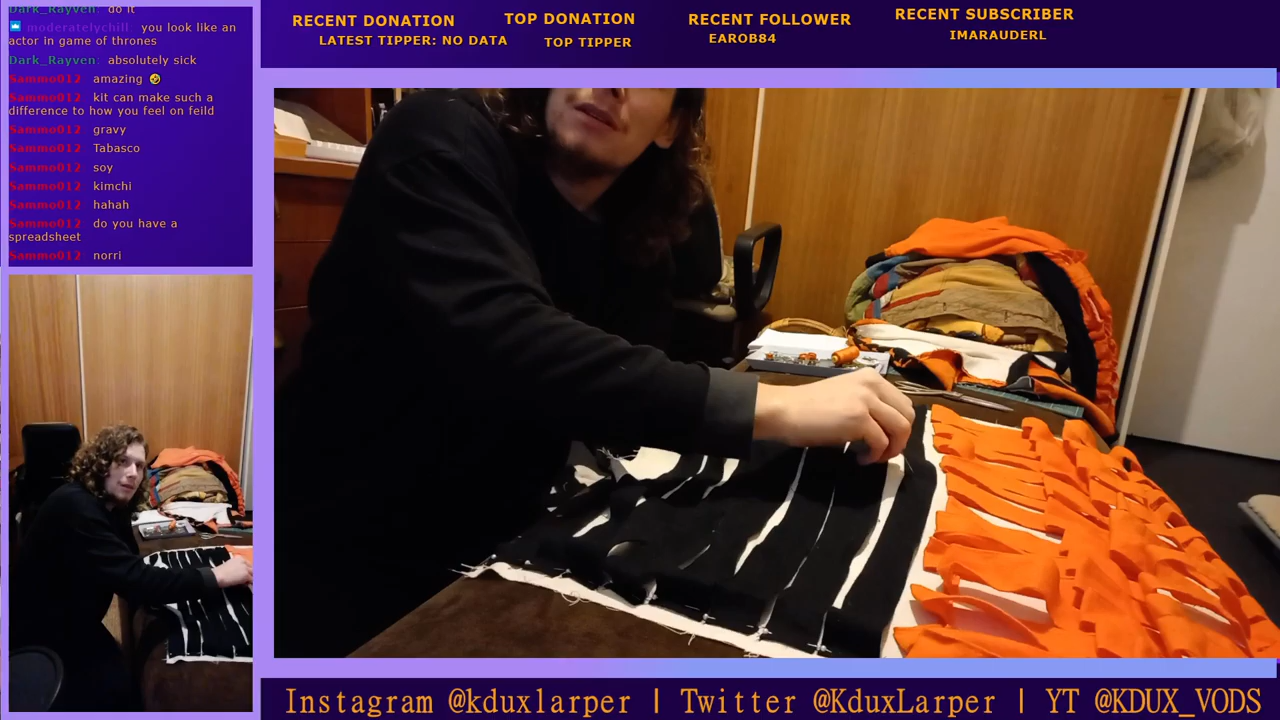 Dark_Rayven: do it
moderatelychill: you look like an
actor in game of thrones
Dark_Rayven: absolutely sick
Sammo012 amazing
Sammo012 kit can make such a
difference to how you feel on feild
Sammo012 gravy
Sammo012 Tabasco
Sammo012 soy
Sammo012 kimchi
Sammo012 hahah
Sammo012 do you have a
spreadsheet
Sammo012 norri
RECENT DONATION
LATEST TIPPER: NO DATA
TOP DONATION
TOP TIPPER
RECENT FOLLOWER
EAROB84
RECENT SUBSCRIBER
IMARAUDERL
Instagram @kduxlarper | Twitter @KduxLarper | YT @KDUX_VODS